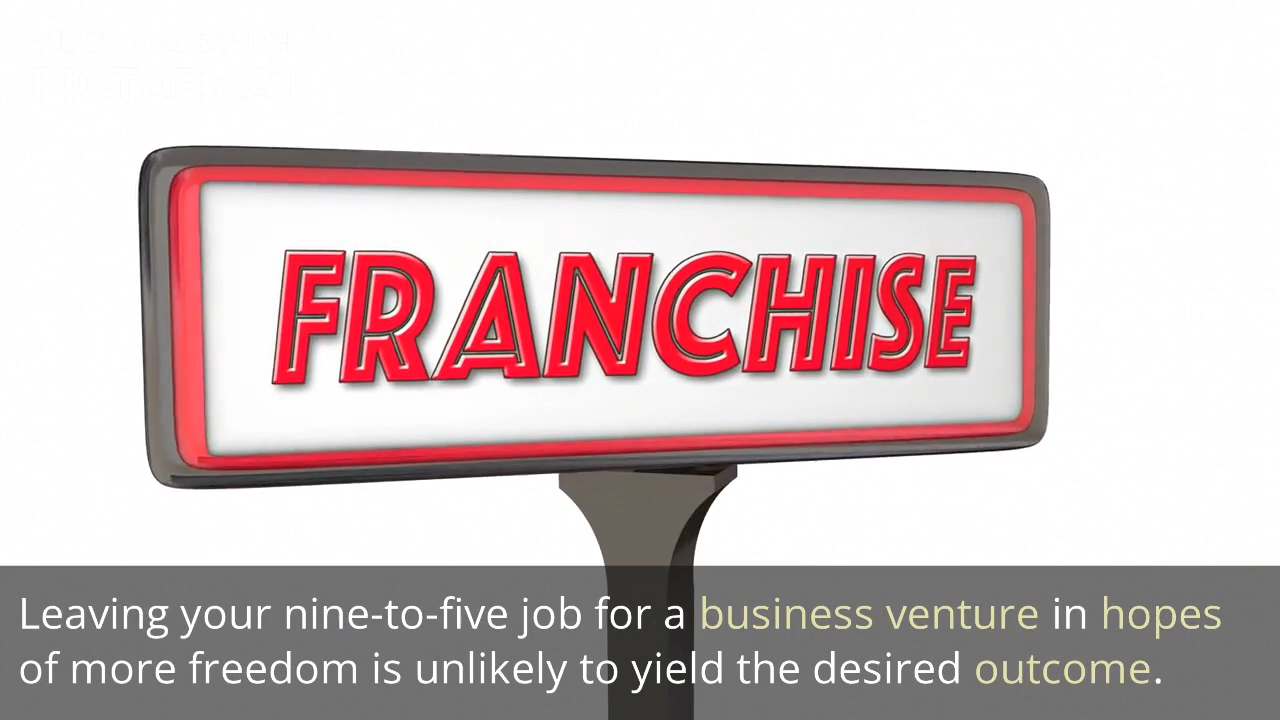 FRANCHISE
Leaving your nine-to-five job for a business venture in hopes
of more freedom is unlikely to yield the desired outcome.